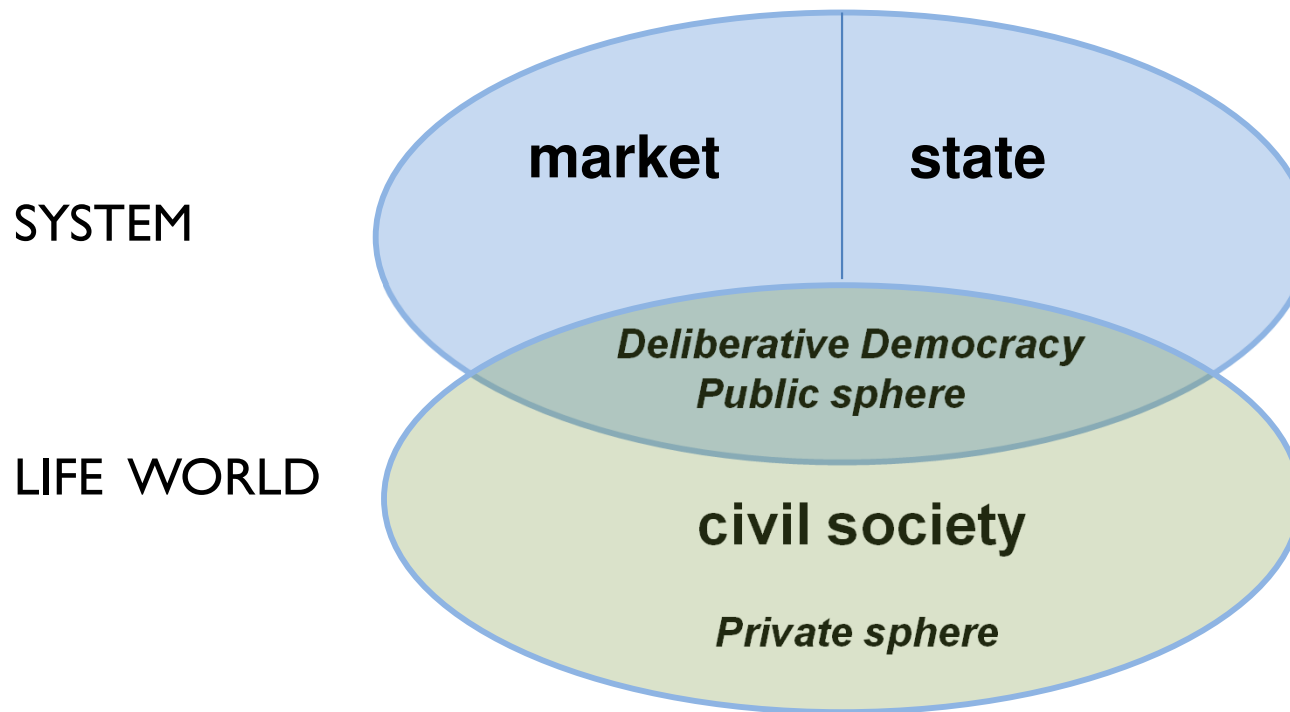 market state
SYSTEM
Deliberative Democracy
Public sphere
LIFE WORLD
civil society
Private sphere